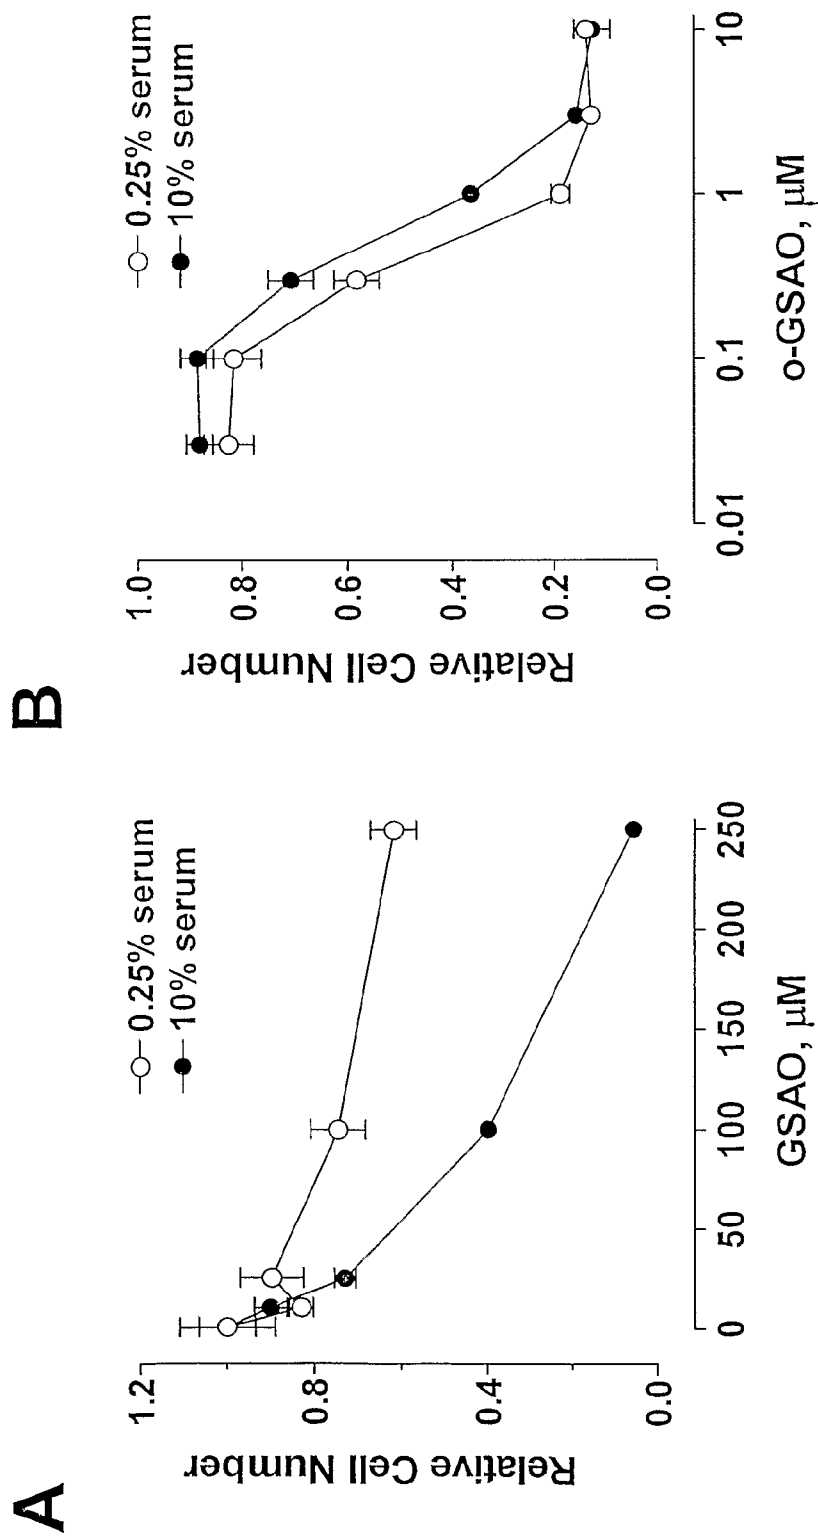 A
0.25% serum
10% serum
Relative Cell Number
1.2
0.8
0.4
0.0
0
50
100
150
200
250
GSAO, µM
B
0.25% serum
10% serum
Relative Cell Number
1.0
0.8
0.6
0.4
0.2
0.0
0.01
0.1
1
10
o-GSAO, µM